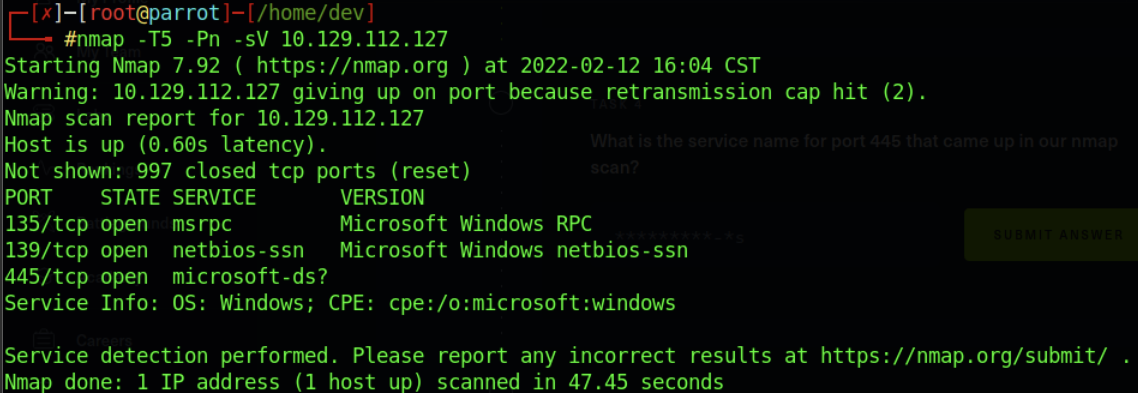 [✗]─[root@parrot]─[/home/dev]
#nmap -T5 -Pn -sV 10.129.112.127
Starting Nmap 7.92 ( https://nmap.org ) at 2022-02-12 16:04 CST
Warning: 10.129.112.127 giving up on port because retransmission cap hit (2).
Nmap scan report for 10.129.112.127
Host is up (0.60s latency).
What is the service name for port 445 that came up in our nmap
scan?
Not shown: 997 closed tcp ports (reset)
PORT    STATE SERVICE       VERSION
135/tcp open  msrpc         Microsoft Windows RPC
139/tcp open  netbios-ssn   Microsoft Windows netbios-ssn
*********-*s
SUBMIT ANSWER
445/tcp open  microsoft-ds?
Service Info: OS: Windows; CPE: cpe:/o:microsoft:windows
Careers
Service detection performed. Please report any incorrect results at https://nmap.org/submit/ .
Nmap done: 1 IP address (1 host up) scanned in 47.45 seconds